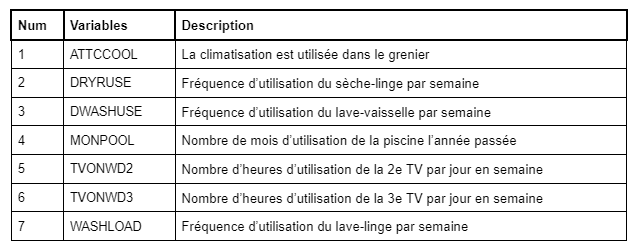 Num Variables Description
1 ATTCCOOL La climatisation est utilisée dans le grenier
2 DRYRUSE Fréquence d'utilisation du sèche-linge par semaine
3 DWASHUSE Fréquence d'utilisation du lave-vaisselle par semaine
4 MONPOOL Nombre de mois d'utilisation de la piscine l'année passée
5 TVONWD2 Nombre d'heures d'utilisation de la 2e TV par jour en semaine
6 TVONWD3 Nombre d'heures d'utilisation de la 3e TV par jour en semaine
7 WASHLOAD Fréquence d'utilisation du lave-linge par semaine